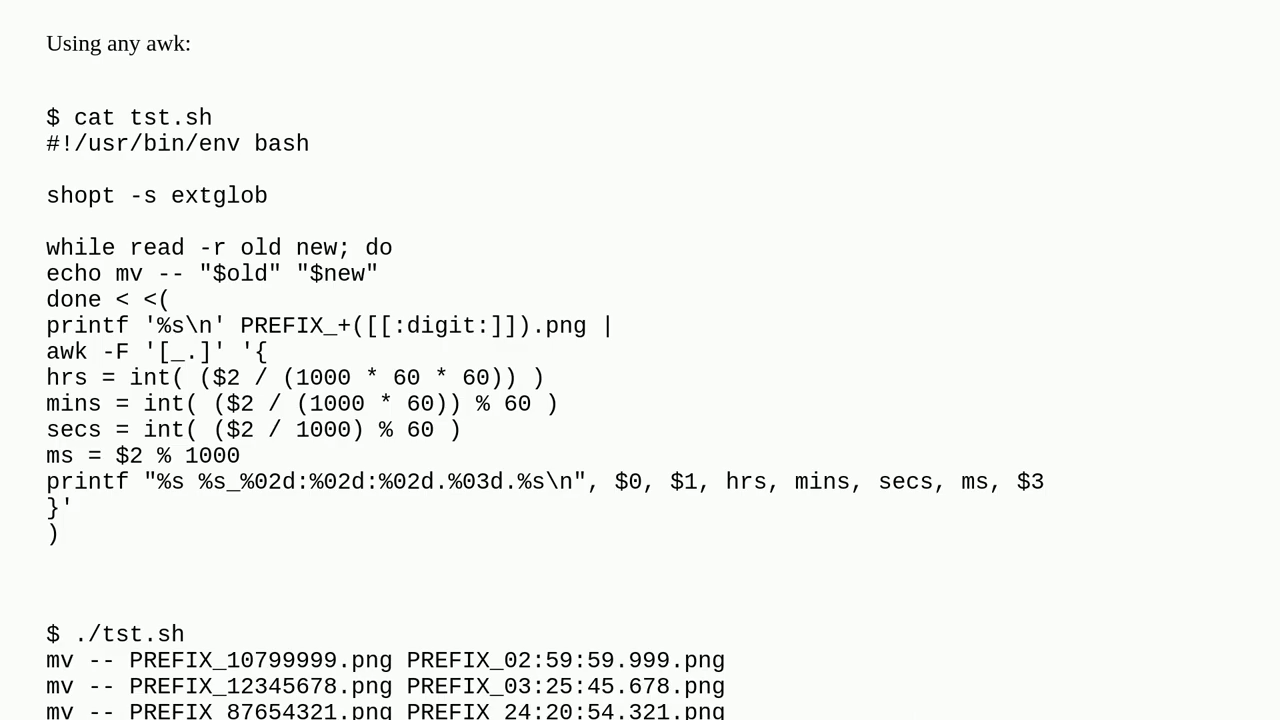 Using any awk:
$ cat tst.sh
#!/usr/bin/env bash
shopt -s extglob
while read -r old new; do
echo mv -- "$old" "$new"
done < <(
printf '%s\n' PREFIX_+([[:digit:]]).png |
awk -F '[_.]' '{
hrs = int( ($2 / (1000 * 60 * 60)) )
mins = int( ($2 / (1000 * 60)) % 60 )
secs = int( ($2 / 1000) % 60 )
ms = $2 % 1000
printf "%s %s_%02d:%02d:%02d.%03d.%s\n", $0, $1, hrs, mins, secs, ms, $3
}'
)
$ ./tst.sh
mv -- PREFIX_10799999.png PREFIX_02:59:59.999.png
mv -- PREFIX_12345678.png PREFIX_03:25:45.678.png
mv -- PREFIX_87654321.png PREFIX_24:20:54.321.png